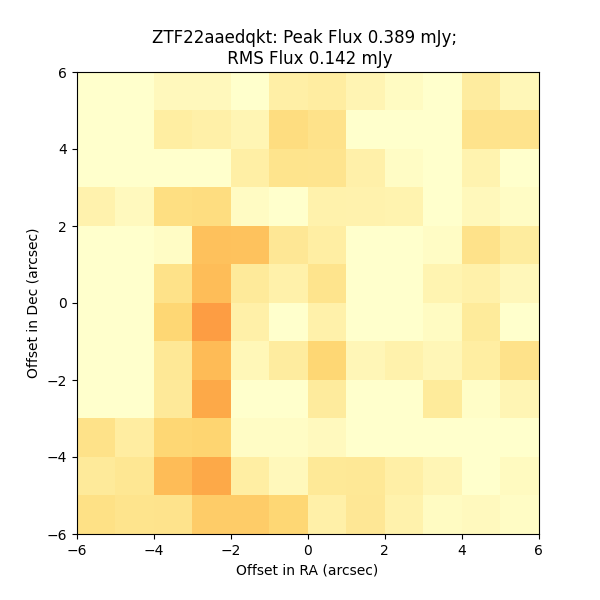 ZTF22aaedqkt: Peak Flux 0.389 mJy;
RMS Flux 0.142 mJy
6
4
2
0
−2
−4
−6
Offset in Dec (arcsec)
−6 −4 −2 0 2 4 6
Offset in RA (arcsec)